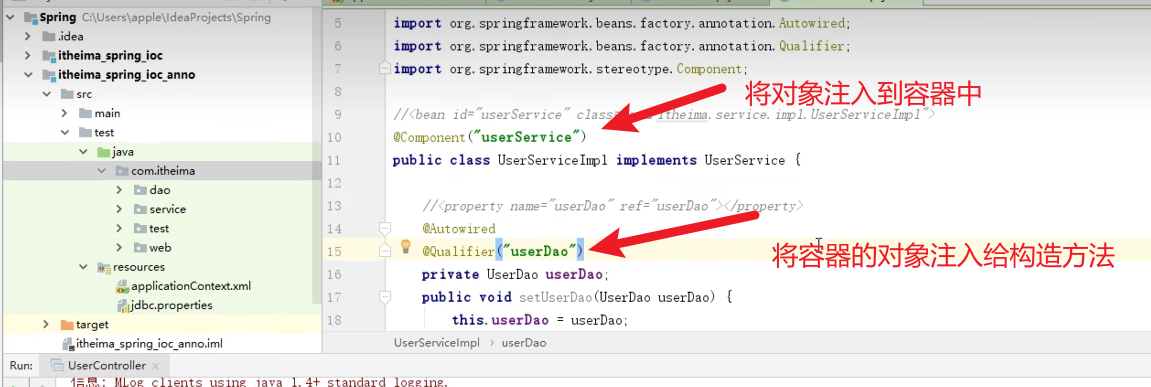 Spring C:\Users\apple\IdeaProjects\Spring
.idea
itheima_spring_ioc
itheima_spring_ioc_anno
src
main
test
java
com.itheima
dao
service
test
web
resources
applicationContext.xml
jdbc.properties
target
itheima_spring_ioc_anno.iml
5 import org.springframework.beans.factory.annotation.Autowired;
6 import org.springframework.beans.factory.annotation.Qualifier;
7 import org.springframework.stereotype.Component;
8
9 //<bean id="userService" class= itheima.service.impl.UserServiceImpl">
将对象注入到容器中
10 @Component("userService")
11 public class UserServiceImpl implements UserService {
12
13 //<property name="userDao" ref="userDao"></property>
14 @Autowired
15 @Qualifier("userDao")
将容器的对象注入给构造方法
16 private UserDao userDao;
17 public void setUserDao(UserDao userDao) {
18 this.userDao = userDao;
UserServiceImpl › userDao
Run: UserController ×
信息: MLog clients using java 1.4+ standard logging.